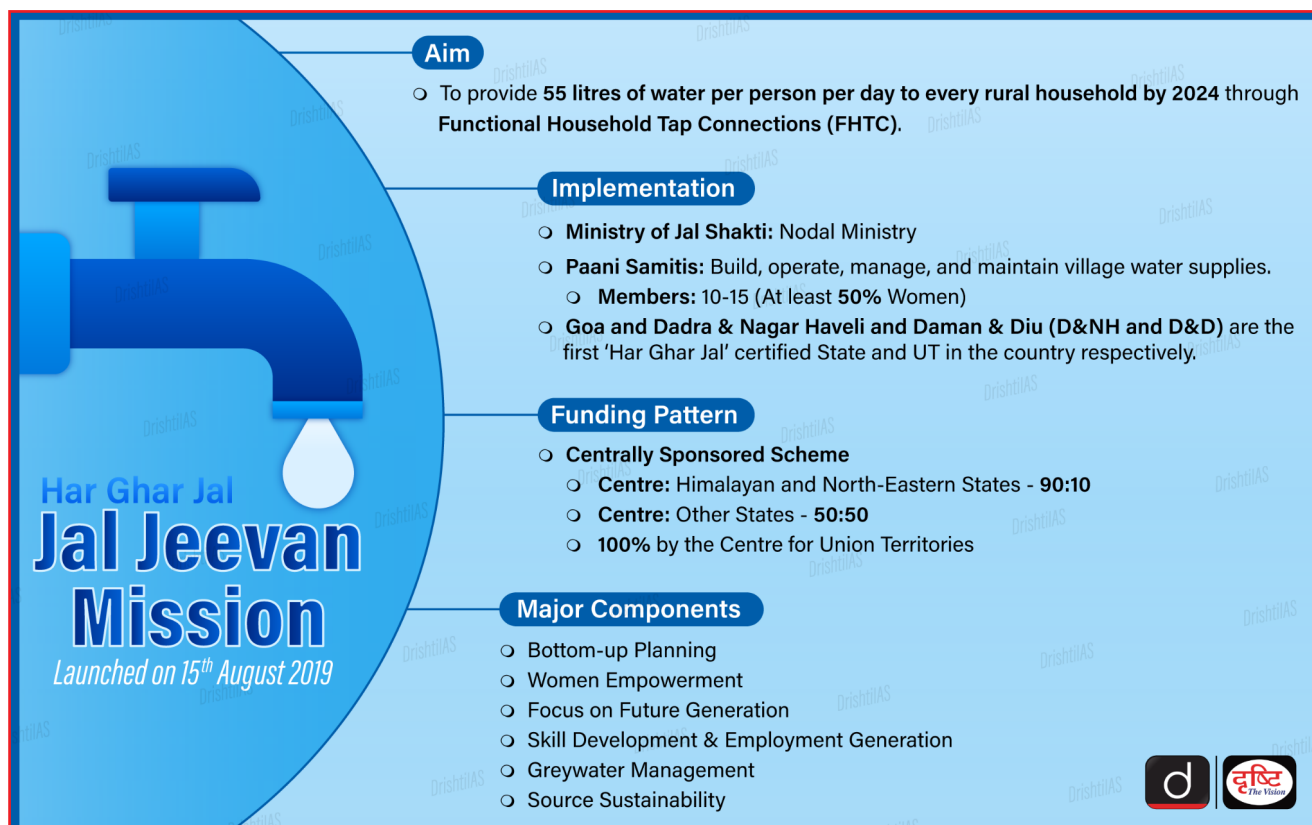 Aim
❍ To provide 55 litres of water per person per day to every rural household by 2024 through
Functional Household Tap Connections (FHTC).
Implementation
❍ Ministry of Jal Shakti: Nodal Ministry
❍ Paani Samitis: Build, operate, manage, and maintain village water supplies.
❍ Members: 10-15 (At least 50% Women)
❍ Goa and Dadra & Nagar Haveli and Daman & Diu (D&NH and D&D) are the
first ‘Har Ghar Jal’ certified State and UT in the country respectively.
Funding Pattern
❍ Centrally Sponsored Scheme
❍ Centre: Himalayan and North-Eastern States - 90:10
❍ Centre: Other States - 50:50
❍ 100% by the Centre for Union Territories
Har Ghar Jal
Jal Jeevan
Mission
Launched on 15th August 2019
Major Components
❍ Bottom-up Planning
❍ Women Empowerment
❍ Focus on Future Generation
❍ Skill Development & Employment Generation
❍ Greywater Management
❍ Source Sustainability
d
दृष्टि
The Vision
DrishtiIAS